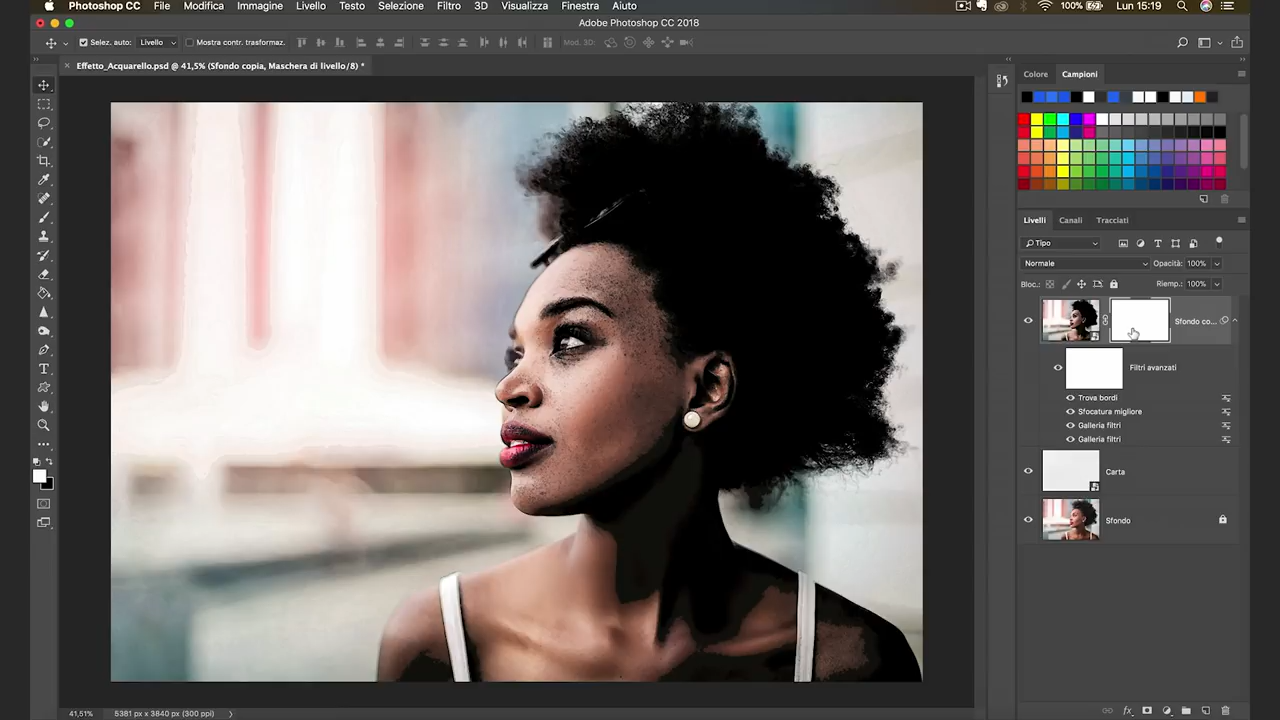 Photoshop CC File Modifica Immagine Livello Testo Selezione Filtro 3D Visualizza Finestra Aiuto 100% Lun 15:19
Adobe Photoshop CC 2018
Selez. auto: Livello Mostra contr. trasformaz. Mod. 3D:
Effetto_Acquarello.psd @ 41,5% (Sfondo copia, Maschera di livello/8) *
Colore Campioni
Livelli Canali Tracciati
Tipo
Normale Opacità: 100%
Bloc.: Riemp.: 100%
Sfondo co...
Filtri avanzati
Trova bordi
Sfocatura migliore
Galleria filtri
Galleria filtri
Carta
Sfondo
41,51% 5381 px x 3840 px (300 ppi)